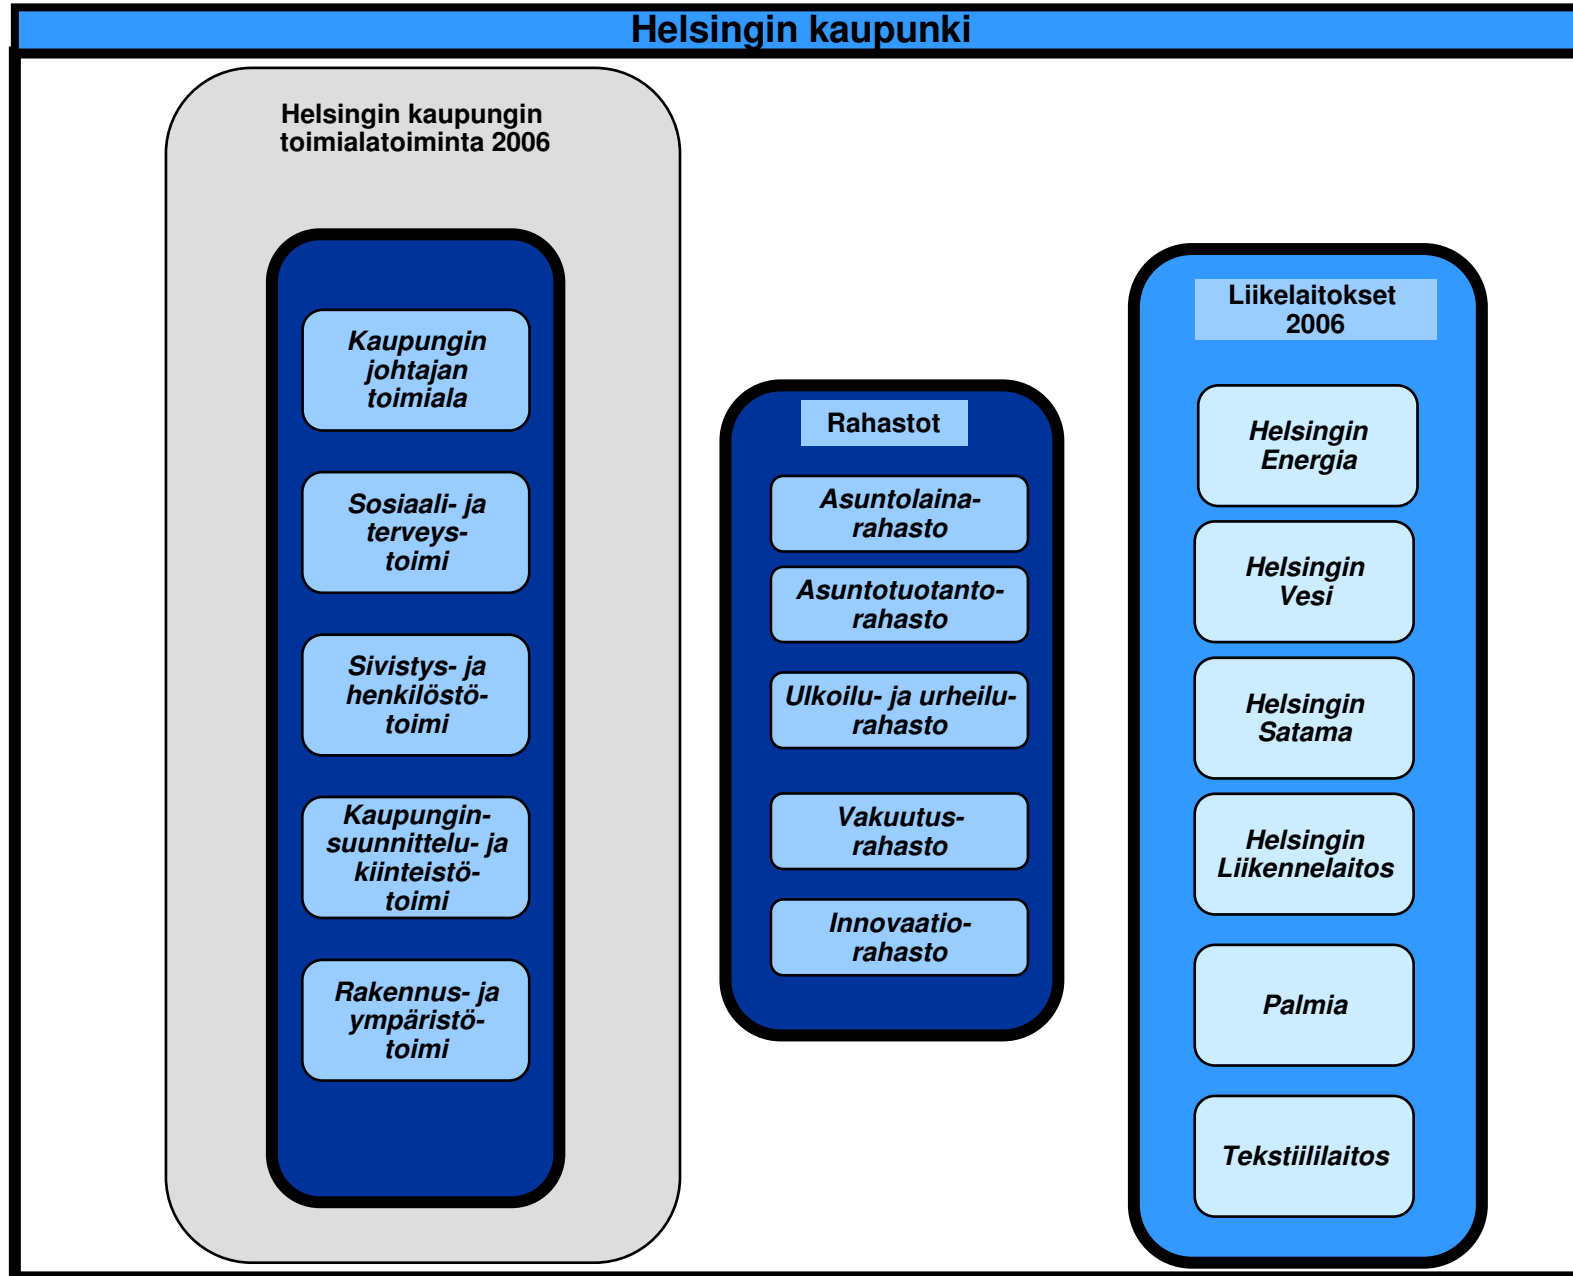 Helsingin kaupunki
Helsingin kaupungin
toimialatoiminta 2006
Kaupungin
johtajan
toimiala
Sosiaali- ja
terveys-
toimi
Sivistys- ja
henkilöstö-
toimi
Kaupungin-
suunnittelu- ja
kiinteistö-
toimi
Rakennus- ja
ympäristö-
toimi
Rahastot
Asuntolaina-
rahasto
Asuntotuotanto-
rahasto
Ulkoilu- ja urheilu-
rahasto
Vakuutus-
rahasto
Innovaatio-
rahasto
Liikelaitokset
2006
Helsingin
Energia
Helsingin
Vesi
Helsingin
Satama
Helsingin
Liikennelaitos
Palmia
Tekstiililaitos